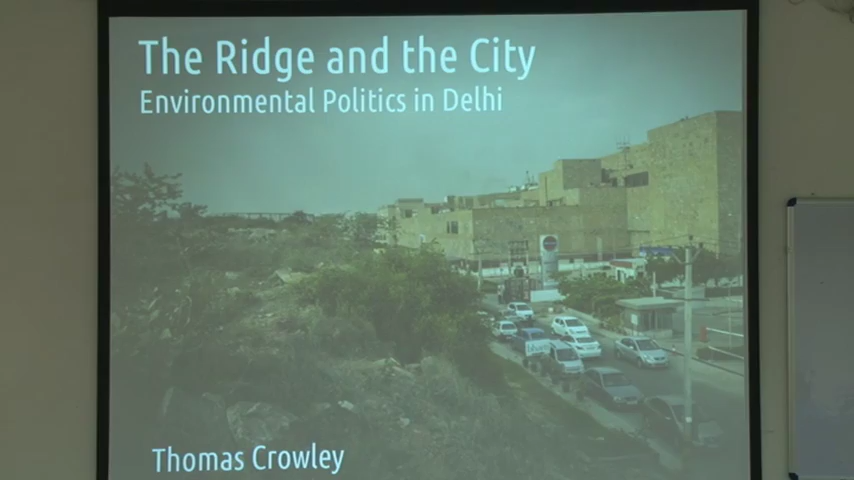 The Ridge and the City
Environmental Politics in Delhi
Thomas Crowley